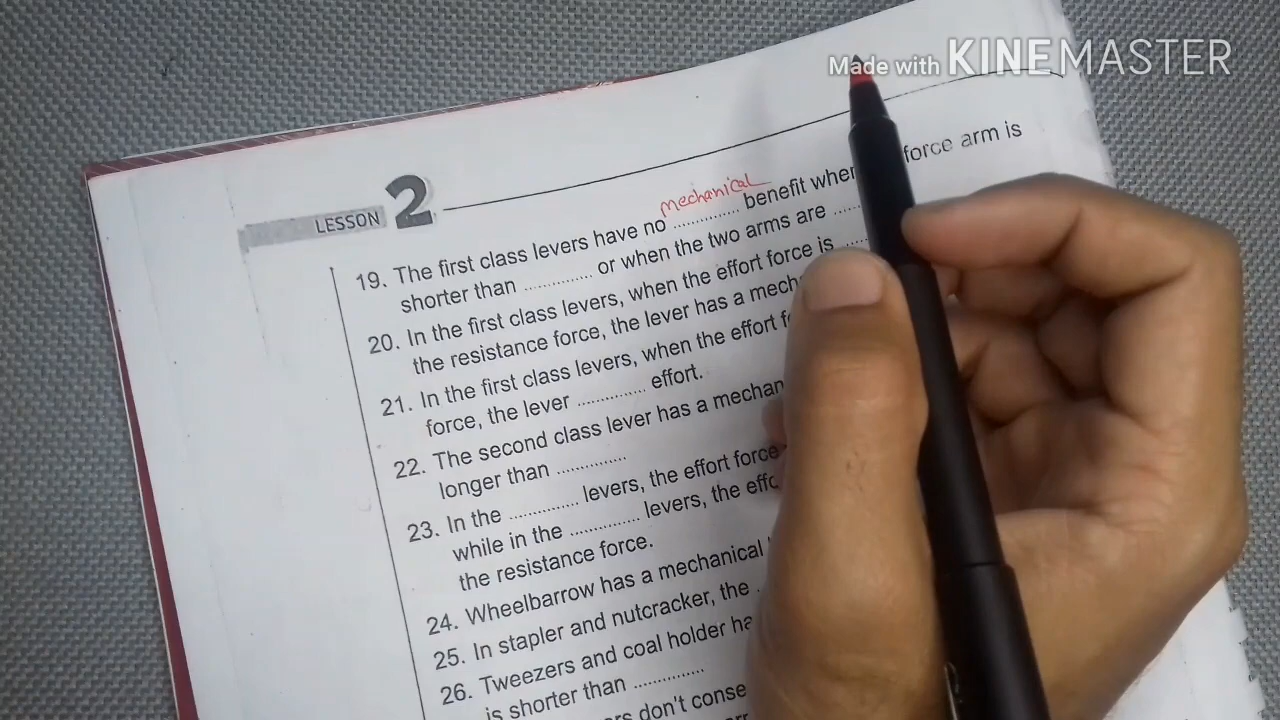 Made with KINEMASTER
LESSON 2
mechanical
19. The first class levers have no ............... benefit when force arm is
shorter than ............... or when the two arms are ......
20. In the first class levers, when the effort force is ......
the resistance force, the lever has a
21. In the first class levers, when the effort
force, the lever ............... effort.
22. The second class lever has a
longer than ...............
23. In the ............... levers, the effort force
while in the ............... levers, the
the resistance force.
24. Wheelbarrow has a mechanical
25. In stapler and nutcracker, the .
26. Tweezers and coal holder
is shorter than ...............
don't